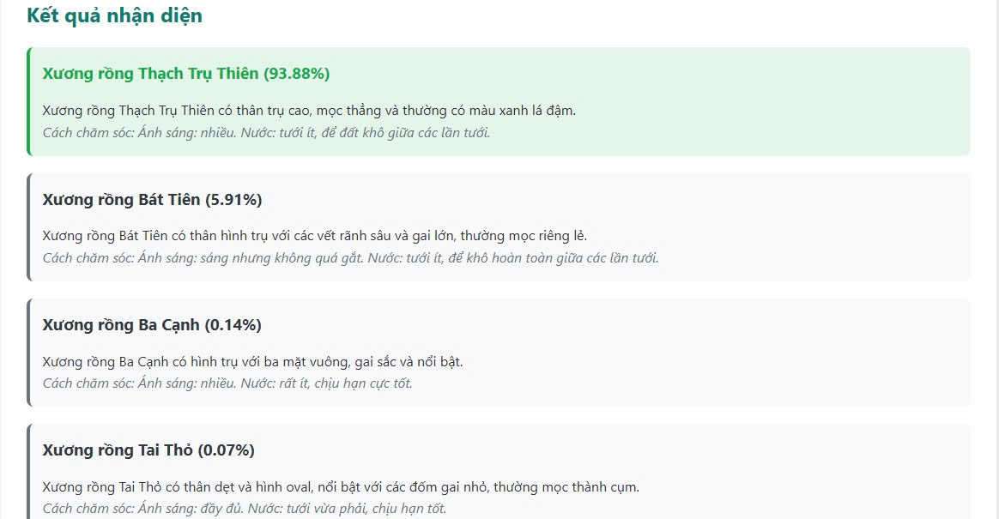 Kết quả nhận diện
Xương rồng Thạch Trụ Thiên (93.88%)
Xương rồng Thạch Trụ Thiên có thân trụ cao, mọc thẳng và thường có màu xanh lá đậm.
Cách chăm sóc: Ánh sáng: nhiều. Nước: tưới ít, để đất khô giữa các lần tưới.
Xương rồng Bát Tiên (5.91%)
Xương rồng Bát Tiên có thân hình trụ với các vết rãnh sâu và gai lớn, thường mọc riêng lẻ.
Cách chăm sóc: Ánh sáng: sáng nhưng không quá gắt. Nước: tưới ít, để khô hoàn toàn giữa các lần tưới.
Xương rồng Ba Cạnh (0.14%)
Xương rồng Ba Cạnh có hình trụ với ba mặt vuông, gai sắc và nổi bật.
Cách chăm sóc: Ánh sáng: nhiều. Nước: rất ít, chịu hạn cực tốt.
Xương rồng Tai Thỏ (0.07%)
Xương rồng Tai Thỏ có thân dẹt và hình oval, nổi bật với các đốm gai nhỏ, thường mọc thành cụm.
Cách chăm sóc: Ánh sáng: đầy đủ. Nước: tưới vừa phải, chịu hạn tốt.